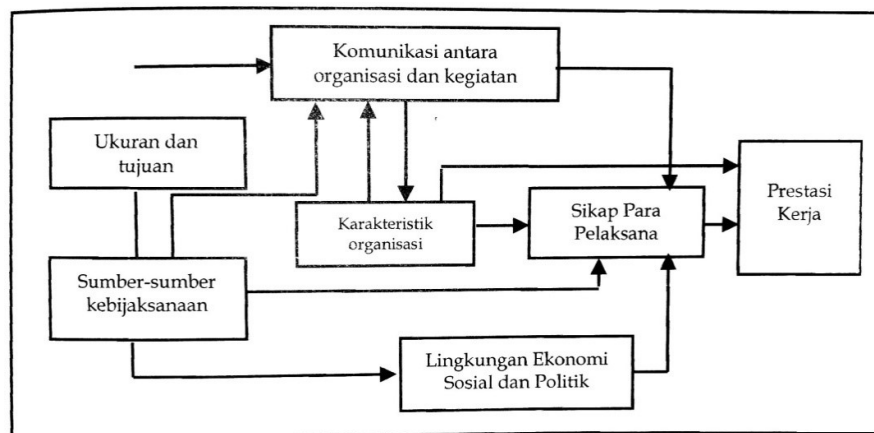 Komunikasi antara
organisasi dan kegiatan
Ukuran dan
tujuan
Karakteristik
organisasi
Sikap Para
Pelaksana
Prestasi
Kerja
Sumber-sumber
kebijaksanaan
Lingkungan Ekonomi
Sosial dan Politik